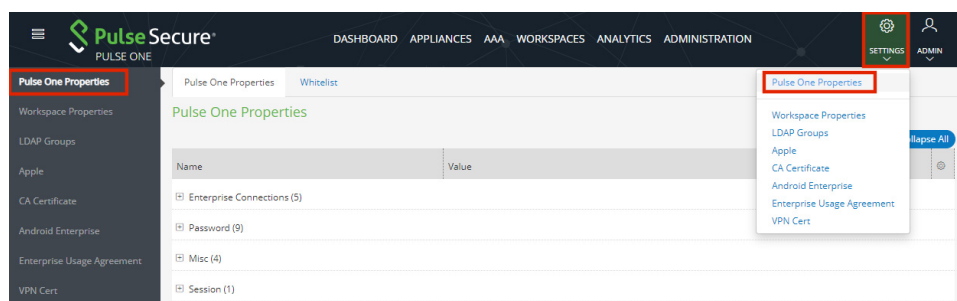 Pulse Secure®
PULSE ONE
DASHBOARD APPLIANCES AAA WORKSPACES ANALYTICS ADMINISTRATION
SETTINGS
ADMIN
Pulse One Properties
Workspace Properties
LDAP Groups
Apple
CA Certificate
Android Enterprise
Enterprise Usage Agreement
VPN Cert
Pulse One Properties Whitelist
Pulse One Properties
llapse All
Name Value
Enterprise Connections (5)
Password (9)
Misc (4)
Session (1)
Pulse One Properties
Workspace Properties
LDAP Groups
Apple
CA Certificate
Android Enterprise
Enterprise Usage Agreement
VPN Cert